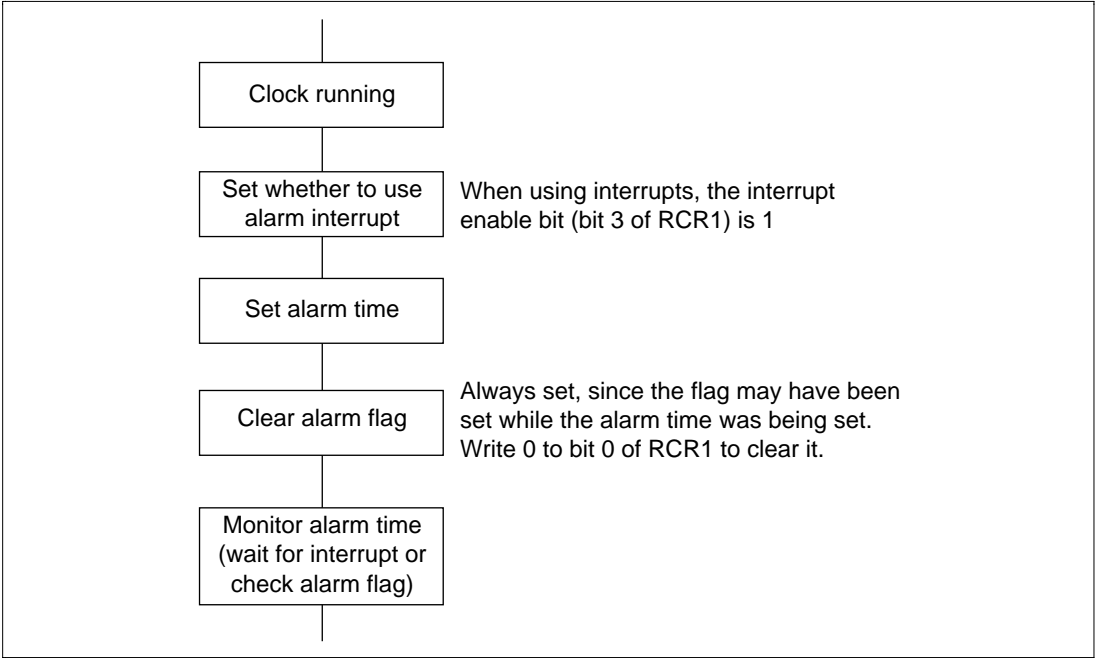 Clock running
Set whether to use
alarm interrupt
When using interrupts, the interrupt
enable bit (bit 3 of RCR1) is 1
Set alarm time
Clear alarm flag
Always set, since the flag may have been
set while the alarm time was being set.
Write 0 to bit 0 of RCR1 to clear it.
Monitor alarm time
(wait for interrupt or
check alarm flag)